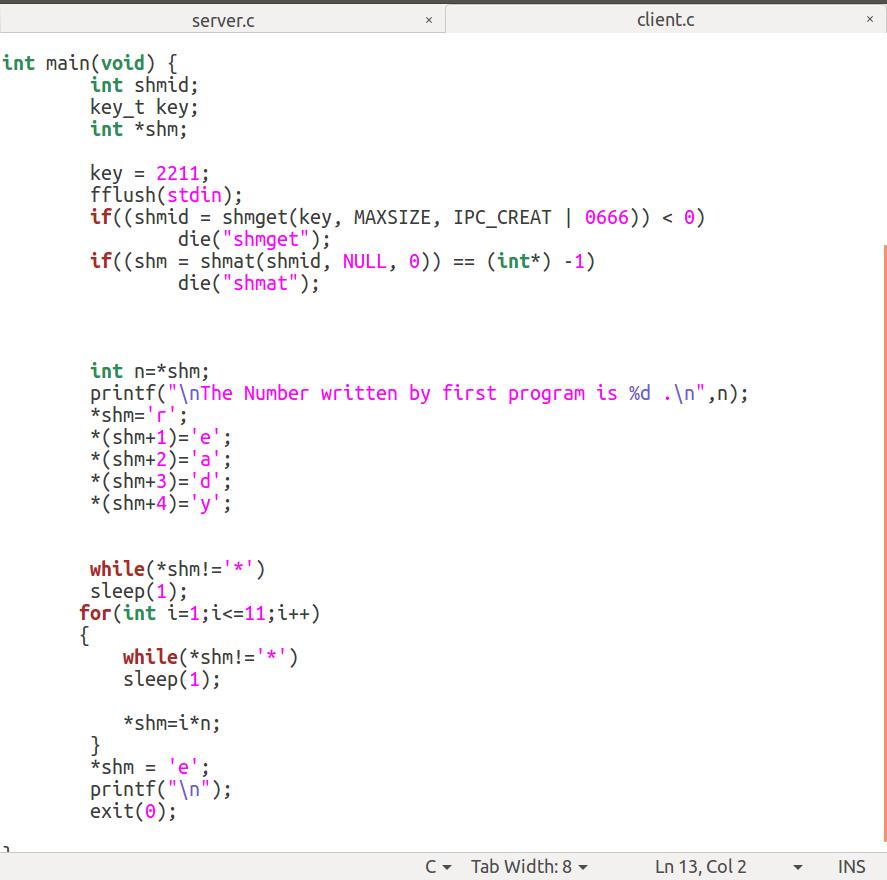 server.c × client.c ×
int main(void) {
int shmid;
key_t key;
int *shm;
key = 2211;
fflush(stdin);
if((shmid = shmget(key, MAXSIZE, IPC_CREAT | 0666)) < 0)
die("shmget");
if((shm = shmat(shmid, NULL, 0)) == (int*) -1)
die("shmat");
int n=*shm;
printf("\nThe Number written by first program is %d .\n",n);
*shm='r';
*(shm+1)='e';
*(shm+2)='a';
*(shm+3)='d';
*(shm+4)='y';
while(*shm!='*')
sleep(1);
for(int i=1;i<=11;i++)
{
while(*shm!='*')
sleep(1);
*shm=i*n;
}
*shm = 'e';
printf("\n");
exit(0);
}
C Tab Width: 8 Ln 13, Col 2 INS